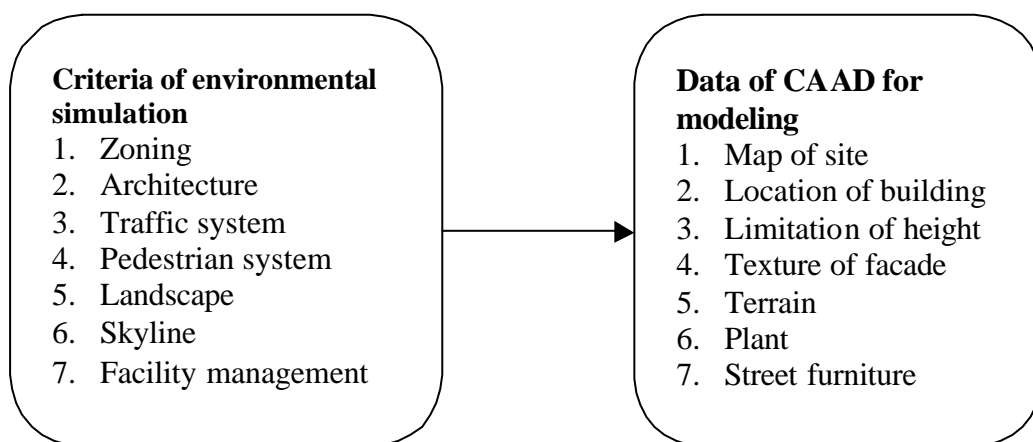 Criteria of environmental
simulation
1. Zoning
2. Architecture
3. Traffic system
4. Pedestrian system
5. Landscape
6. Skyline
7. Facility management
Data of CAAD for
modeling
1. Map of site
2. Location of building
3. Limitation of height
4. Texture of facade
5. Terrain
6. Plant
7. Street furniture